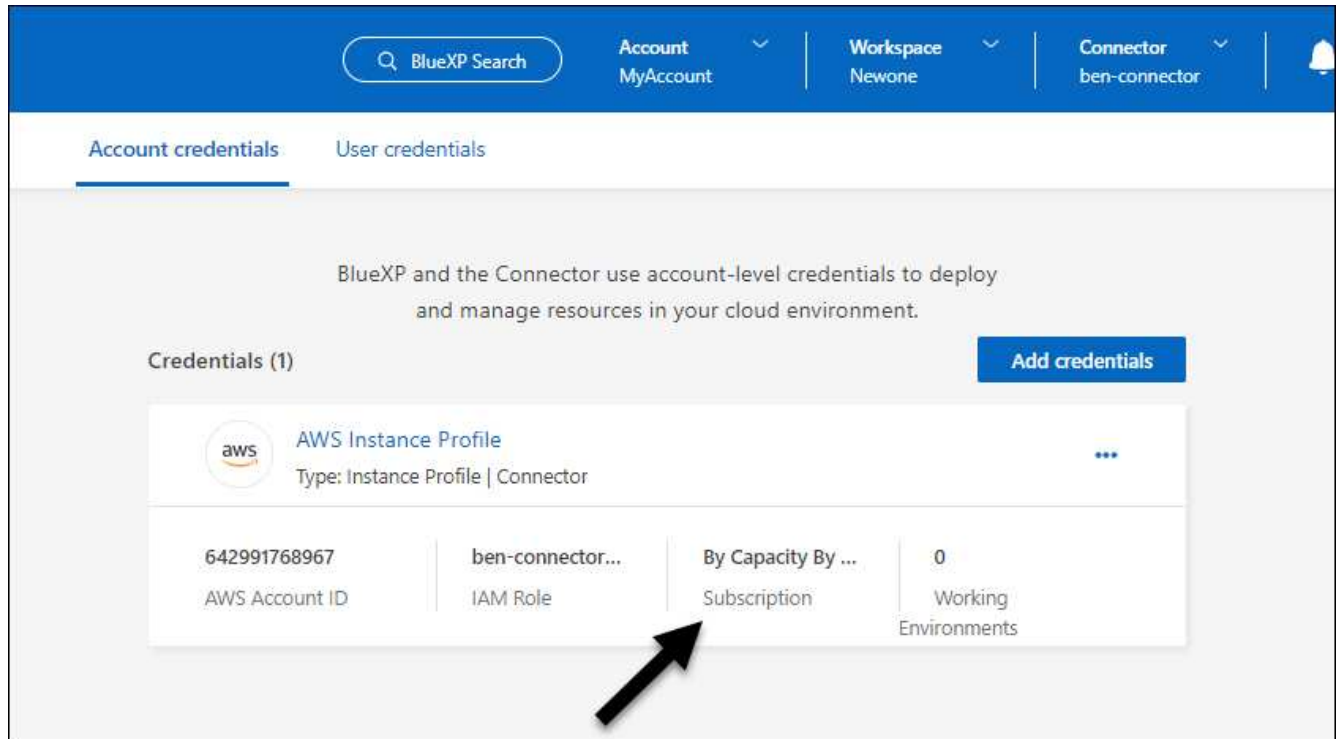 BlueXP Search
Account
MyAccount
Workspace
Newone
Connector
ben-connector
Account credentials
User credentials
BlueXP and the Connector use account-level credentials to deploy
and manage resources in your cloud environment.
Credentials (1)
Add credentials
aws
AWS Instance Profile
Type: Instance Profile | Connector
642991768967
AWS Account ID
ben-connector...
IAM Role
By Capacity By ...
Subscription
0
Working
Environments